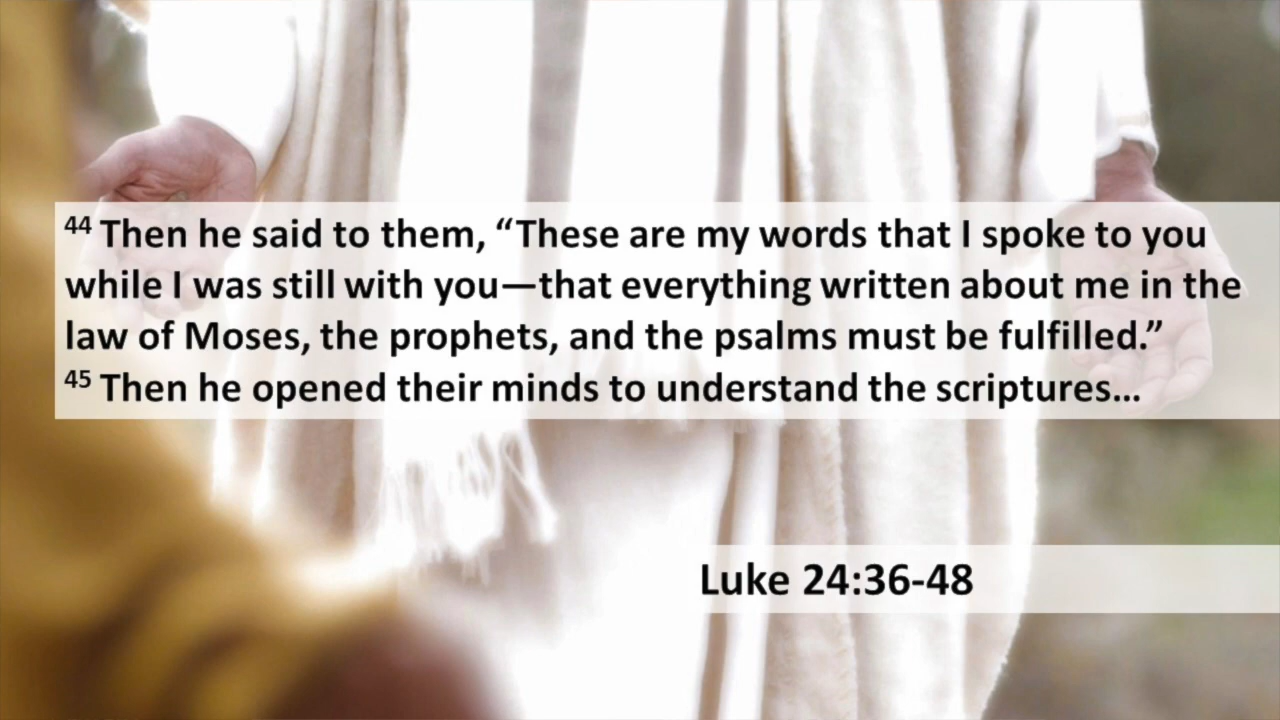 44 Then he said to them, “These are my words that I spoke to you
while I was still with you—that everything written about me in the
law of Moses, the prophets, and the psalms must be fulfilled.”
45 Then he opened their minds to understand the scriptures...
Luke 24:36-48